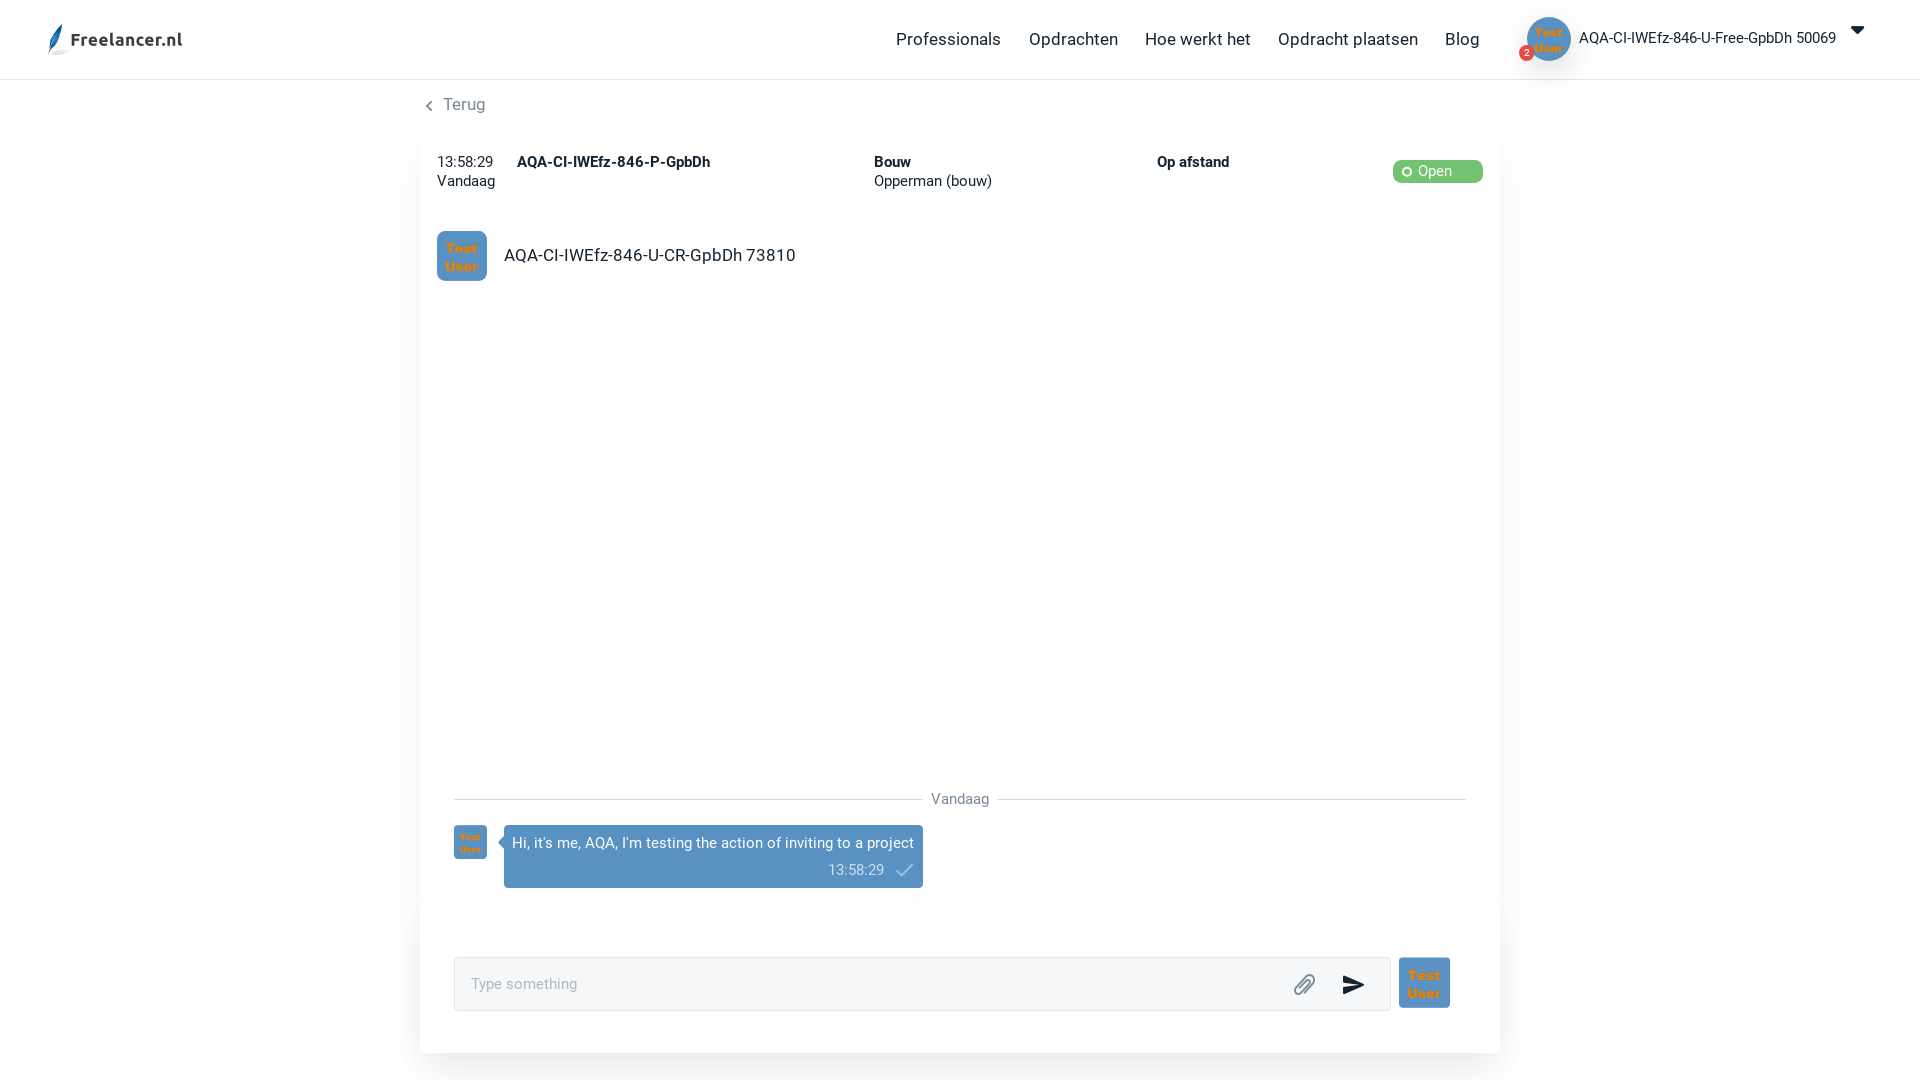 Freelancer.nl
Professionals
Opdrachten
Hoe werkt het
Opdracht plaatsen
Blog
Test
User
2
AQA-CI-IWEfz-846-U-Free-GpbDh 50069
Terug
13:58:29
Vandaag
AQA-CI-IWEfz-846-P-GpbDh
Bouw
Opperman (bouw)
Op afstand
Open
Test
User
AQA-CI-IWEfz-846-U-CR-GpbDh 73810
Vandaag
Test
User
Hi, it's me, AQA, I'm testing the action of inviting to a project
13:58:29
Type something
Test
User